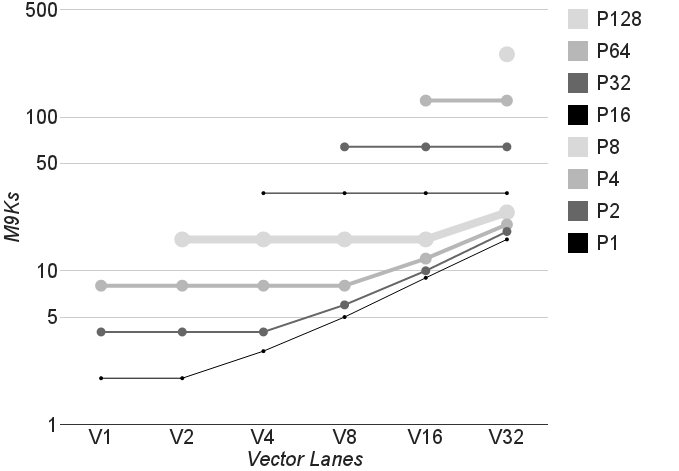 500
100
50
10
5
1
M9Ks
V1 V2 V4 V8 V16 V32
Vector Lanes
P128
P64
P32
P16
P8
P4
P2
P1